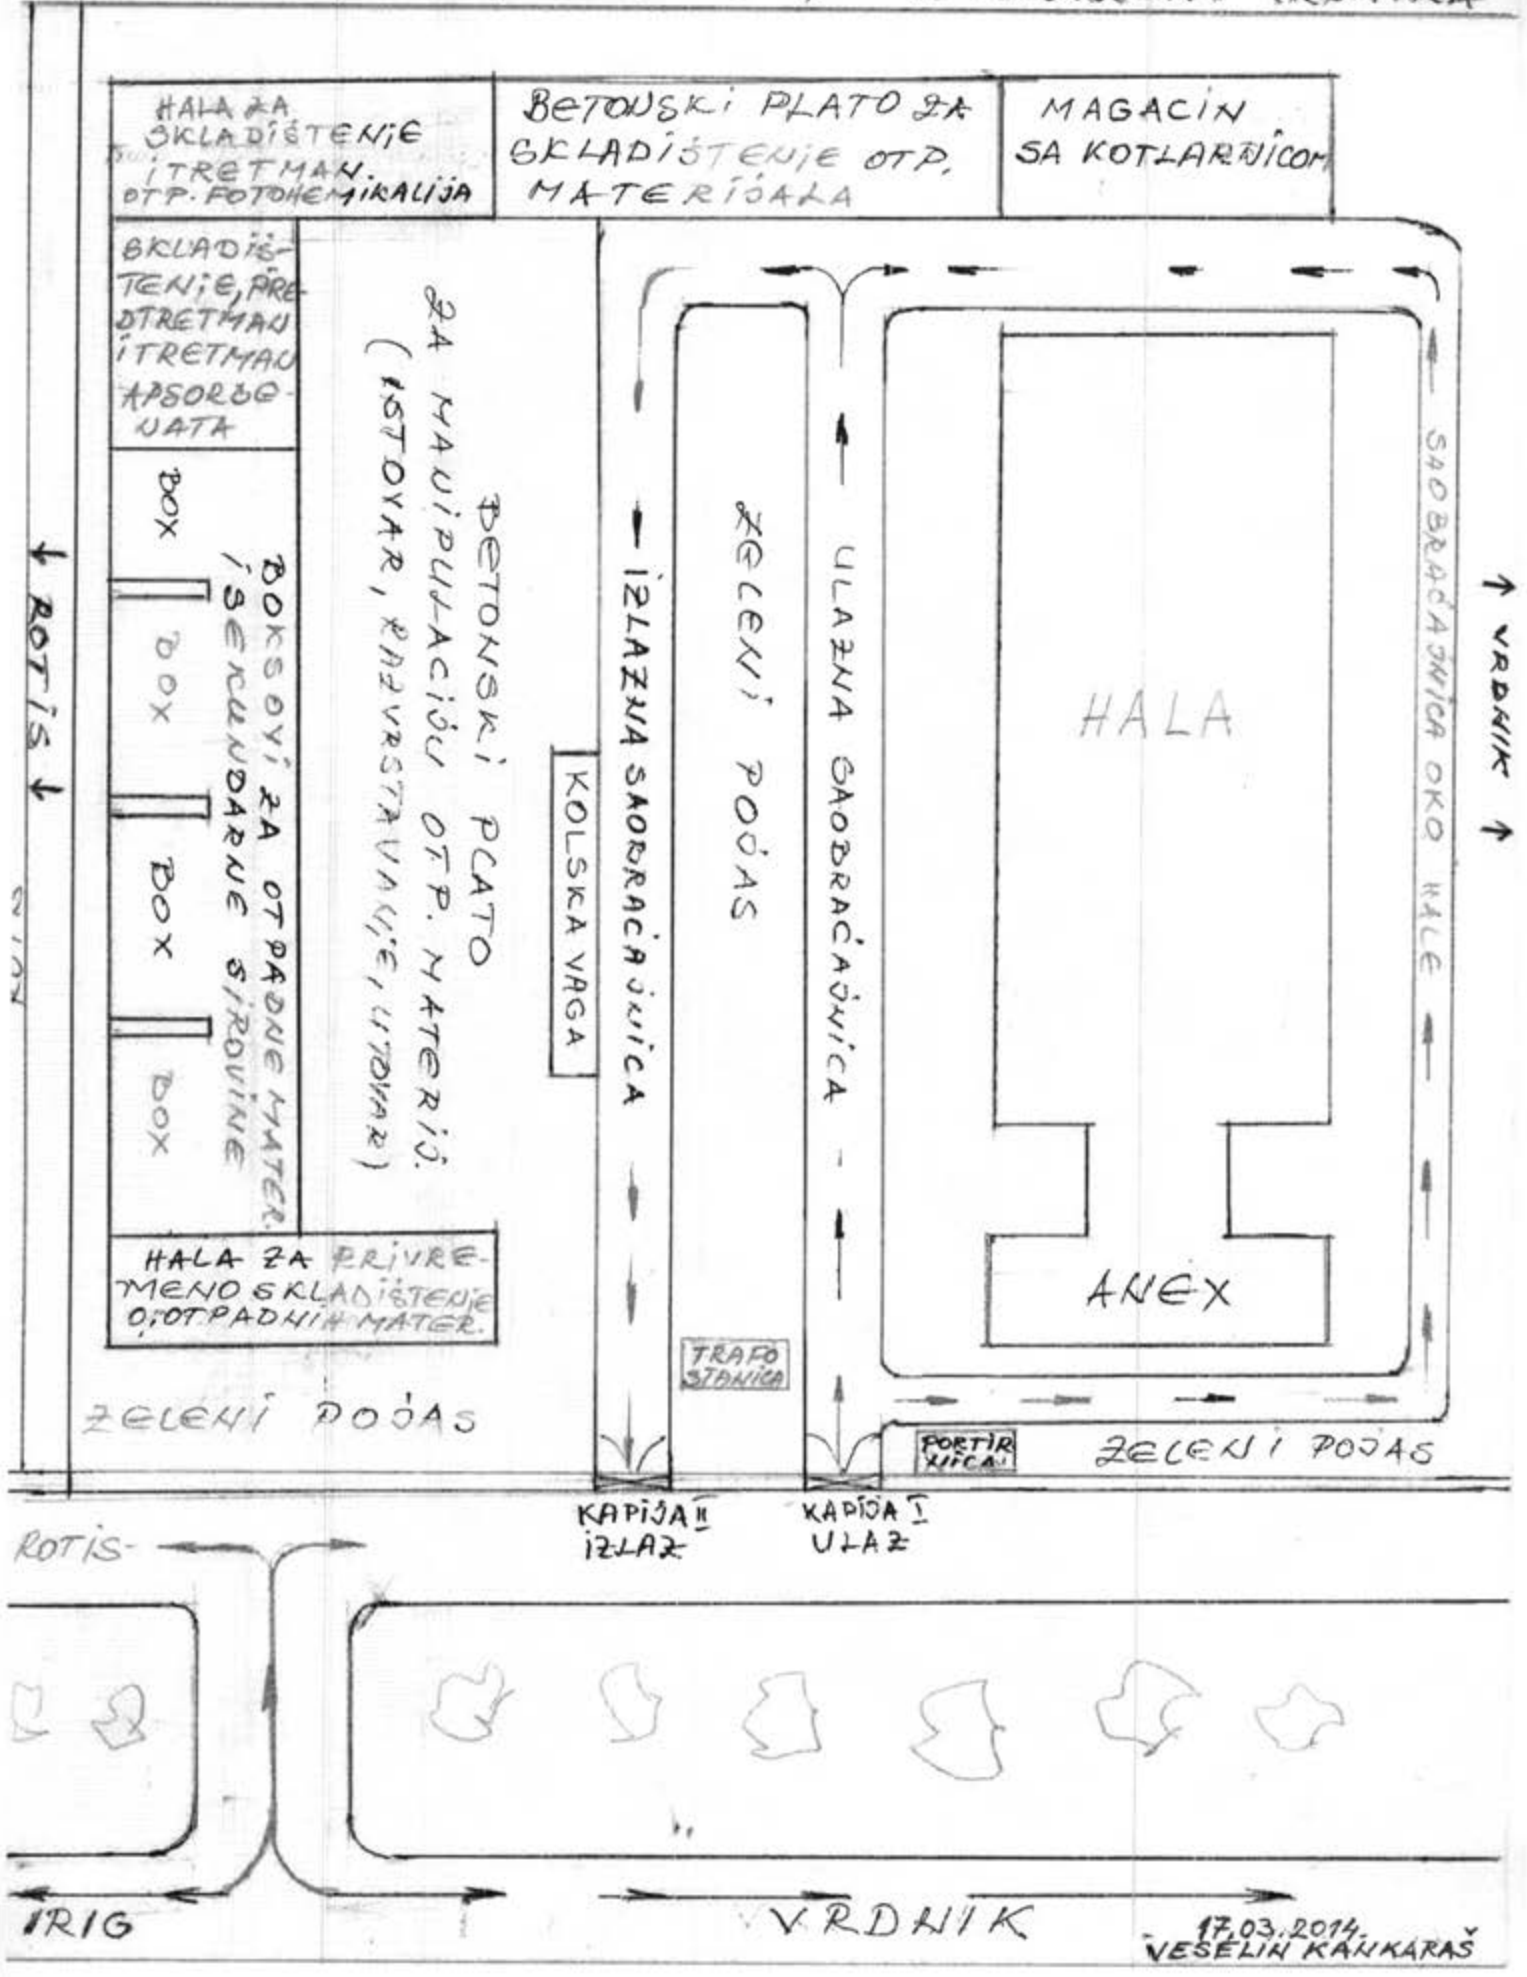 HALA ZA
SKLADIŠTENJE
I TRETMAN.
OTP. FOTOHEMIKALIJA
BETONSKI PLATO ZA
SKLADIŠTENJE OTP.
MATERIJALA
MAGACIN
SA KOTLARNICOM
SKLADIŠ-
TENJE, PRE
DTRETMAN
I TRETMAN
APSORBE-
NATA
BOX
BOX
BOX
BOX
BOKSOVI ZA OTPADNE MATER.
I SEKUNDARNE SIROVINE
BETONSKI PLATO
ZA MANIPULACIJU OTP. MATERIJ.
(ISTOVAR, RAZVRSTAVANJE, UTOVAR)
KOLSKA VAGA
IZLAZNA SAOBRAĆAJNICA
ZELENI POJAS
ULAZNA SAOBRAĆAJNICA
HALA
SAOBRAĆAJNICA OKO HALE
↑ VRDNIK ↑
↓ ROTIS ↓
HALA ZA PRIVRE-
MENO SKLADIŠTENJE
O. OTPADNIH MATER.
ANEX
TRAFO
STANICA
ZELENI POJAS
PORTIR
NICA
ZELENI POJAS
KAPIJA II
IZLAZ
KAPIJA I
ULAZ
ROTIS
IRIG
VRDNIK
17.03.2014.
VESELIN KANKARAŠ